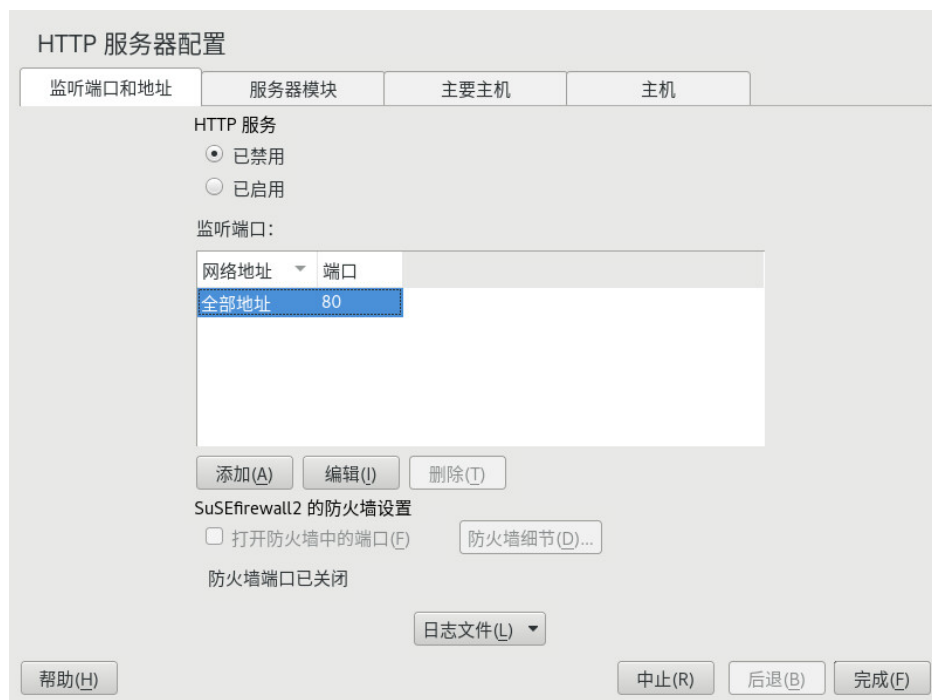 HTTP 服务器配置
监听端口和地址 服务器模块 主要主机 主机
HTTP 服务
已禁用
已启用
监听端口：
网络地址 端口
全部地址 80
添加(A) 编辑(I) 删除(T)
SuSEfirewall2 的防火墙设置
打开防火墙中的端口(F) 防火墙细节(D)...
防火墙端口已关闭
日志文件(L)
帮助(H) 中止(R) 后退(B) 完成(F)